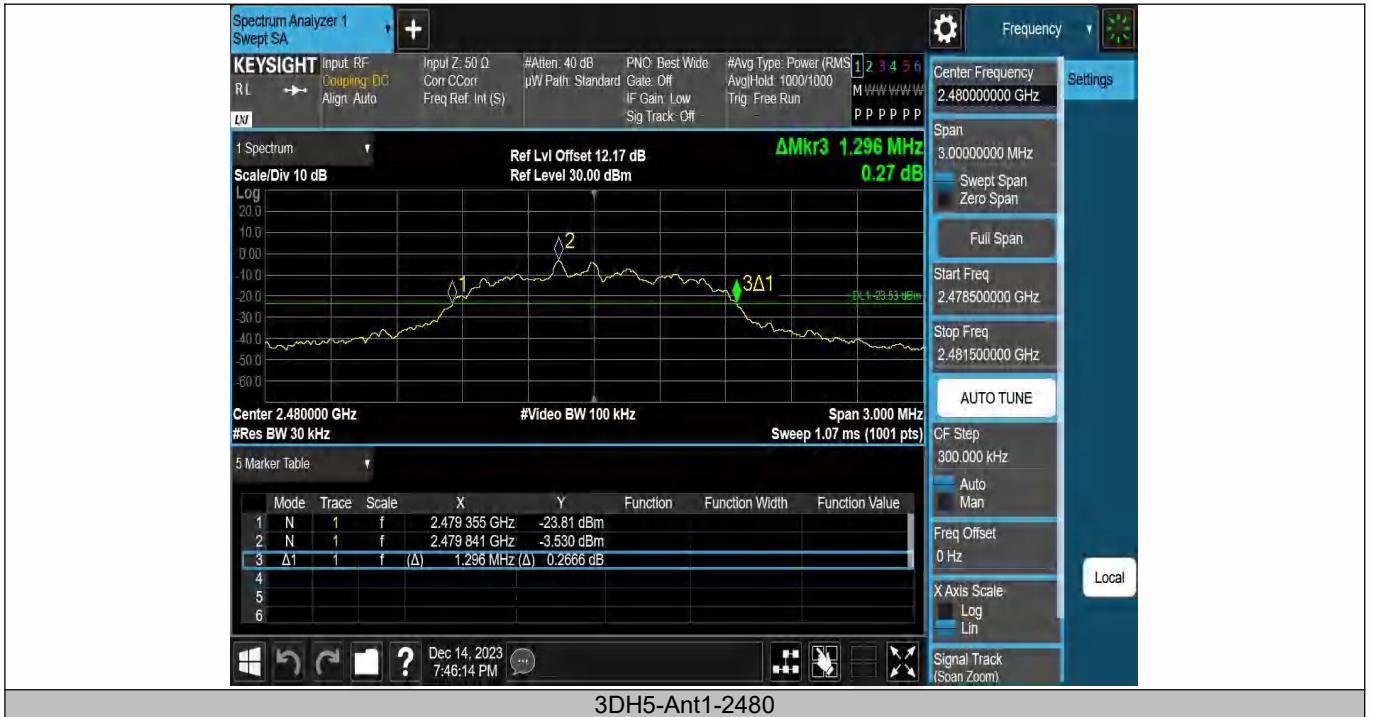 Spectrum Analyzer 1
Swept SA
+
Frequency
KEYSIGHT
RL
LXI
Input: RF
Coupling: DC
Align: Auto
Input Z: 50 Ω
Corr CCorr
Freq Ref: Int (S)
#Atten: 40 dB
µW Path: Standard
PNO: Best Wide
Gate: Off
IF Gain: Low
Sig Track: Off
#Avg Type: Power (RMS
Avg|Hold: 1000/1000
Trig: Free Run
1 2 3 4 5 6
M W W W W W
P P P P P P
1 Spectrum
Scale/Div 10 dB
Ref Lvl Offset 12.17 dB
Ref Level 30.00 dBm
ΔMkr3 1.296 MHz
0.27 dB
Log
20.0
10.0
0.00
-10.0
-20.0
-30.0
-40.0
-50.0
-60.0
1
2
3Δ1
DL1 -23.53 dBm
Center 2.480000 GHz
#Video BW 100 kHz
Span 3.000 MHz
#Res BW 30 kHz
Sweep 1.07 ms (1001 pts)
5 Marker Table
Mode Trace Scale X Y Function Function Width Function Value
1 N 1 f 2.479 355 GHz -23.81 dBm
2 N 1 f 2.479 841 GHz -3.530 dBm
3 Δ1 1 f (Δ) 1.296 MHz (Δ) 0.2666 dB
4
5
6
Dec 14, 2023
7:46:14 PM
Center Frequency
2.480000000 GHz
Settings
Span
3.00000000 MHz
Swept Span
Zero Span
Full Span
Start Freq
2.478500000 GHz
Stop Freq
2.481500000 GHz
AUTO TUNE
CF Step
300.000 kHz
Auto
Man
Freq Offset
0 Hz
X Axis Scale
Log
Lin
Local
Signal Track
(Span Zoom)
3DH5-Ant1-2480